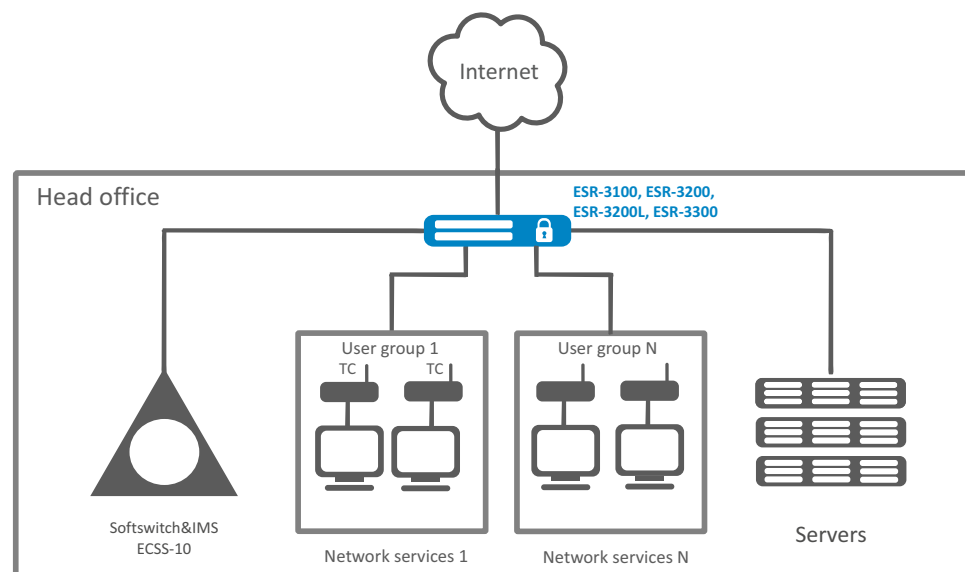 Internet
Head office
ESR-3100, ESR-3200,
ESR-3200L, ESR-3300
User group 1
TC TC
User group N
Softswitch&IMS
ECSS-10
Network services 1
Network services N
Servers